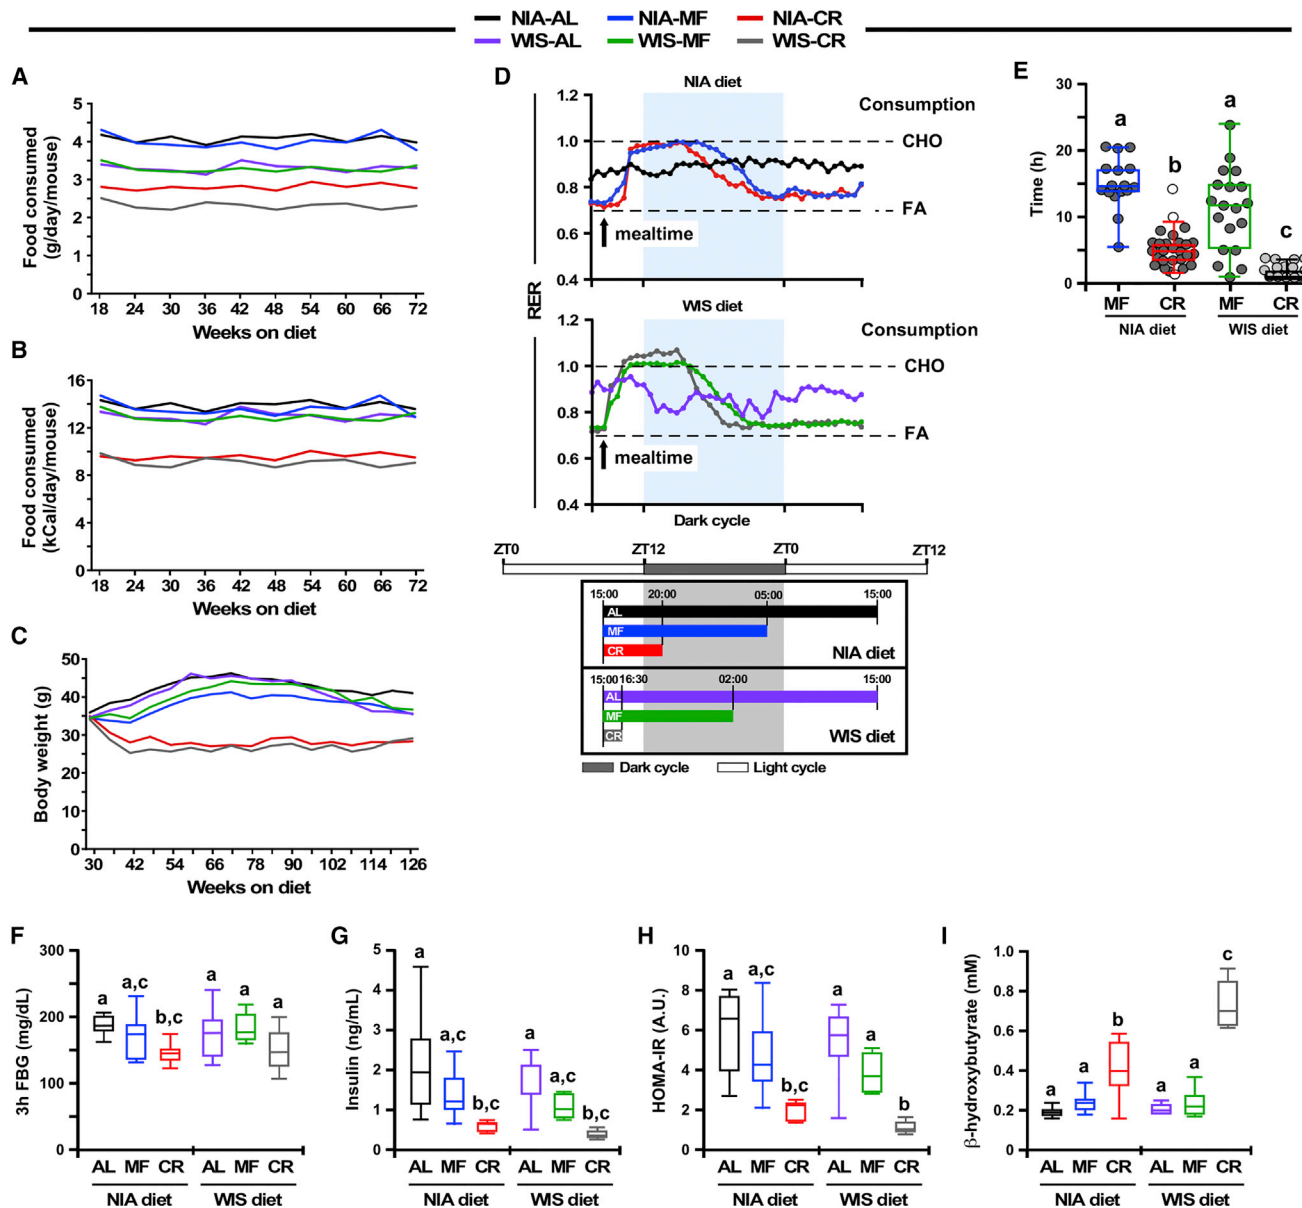 NIA-AL NIA-MF NIA-CR
WIS-AL WIS-MF WIS-CR
A
Food consumed
(g/day/mouse)
5
4
3
2
1
0
18 24 30 36 42 48 54 60 66 72
Weeks on diet
B
Food consumed
(kCal/day/mouse)
16
12
8
4
0
18 24 30 36 42 48 54 60 66 72
Weeks on diet
C
Body weight (g)
50
40
30
20
10
0
30 42 54 66 78 90 102 114 126
Weeks on diet
D
NIA diet
Consumption
RER
1.2
1.0
0.8
0.6
0.4
CHO
FA
mealtime
WIS diet
Consumption
1.2
1.0
0.8
0.6
0.4
CHO
FA
mealtime
Dark cycle
ZT0 ZT12 ZT0 ZT12
15:00 20:00 05:00 15:00
AL
MF
CR
NIA diet
15:00 16:30 02:00 15:00
AL
MF
CR
WIS diet
Dark cycle Light cycle
E
Time (h)
30
20
10
0
a b a c
MF CR MF CR
NIA diet WIS diet
F
3h FBG (mg/dL)
300
200
100
0
a a,c b,c a a a
AL MF CR AL MF CR
NIA diet WIS diet
G
Insulin (ng/mL)
5
4
3
2
1
0
a a,c b,c a a,c b,c
AL MF CR AL MF CR
NIA diet WIS diet
H
HOMA-IR (A.U.)
10
8
6
4
2
0
a a,c b,c a a b
AL MF CR AL MF CR
NIA diet WIS diet
I
β-hydroxybutyrate (mM)
1.0
0.8
0.6
0.4
0.2
0
a a b a a c
AL MF CR AL MF CR
NIA diet WIS diet